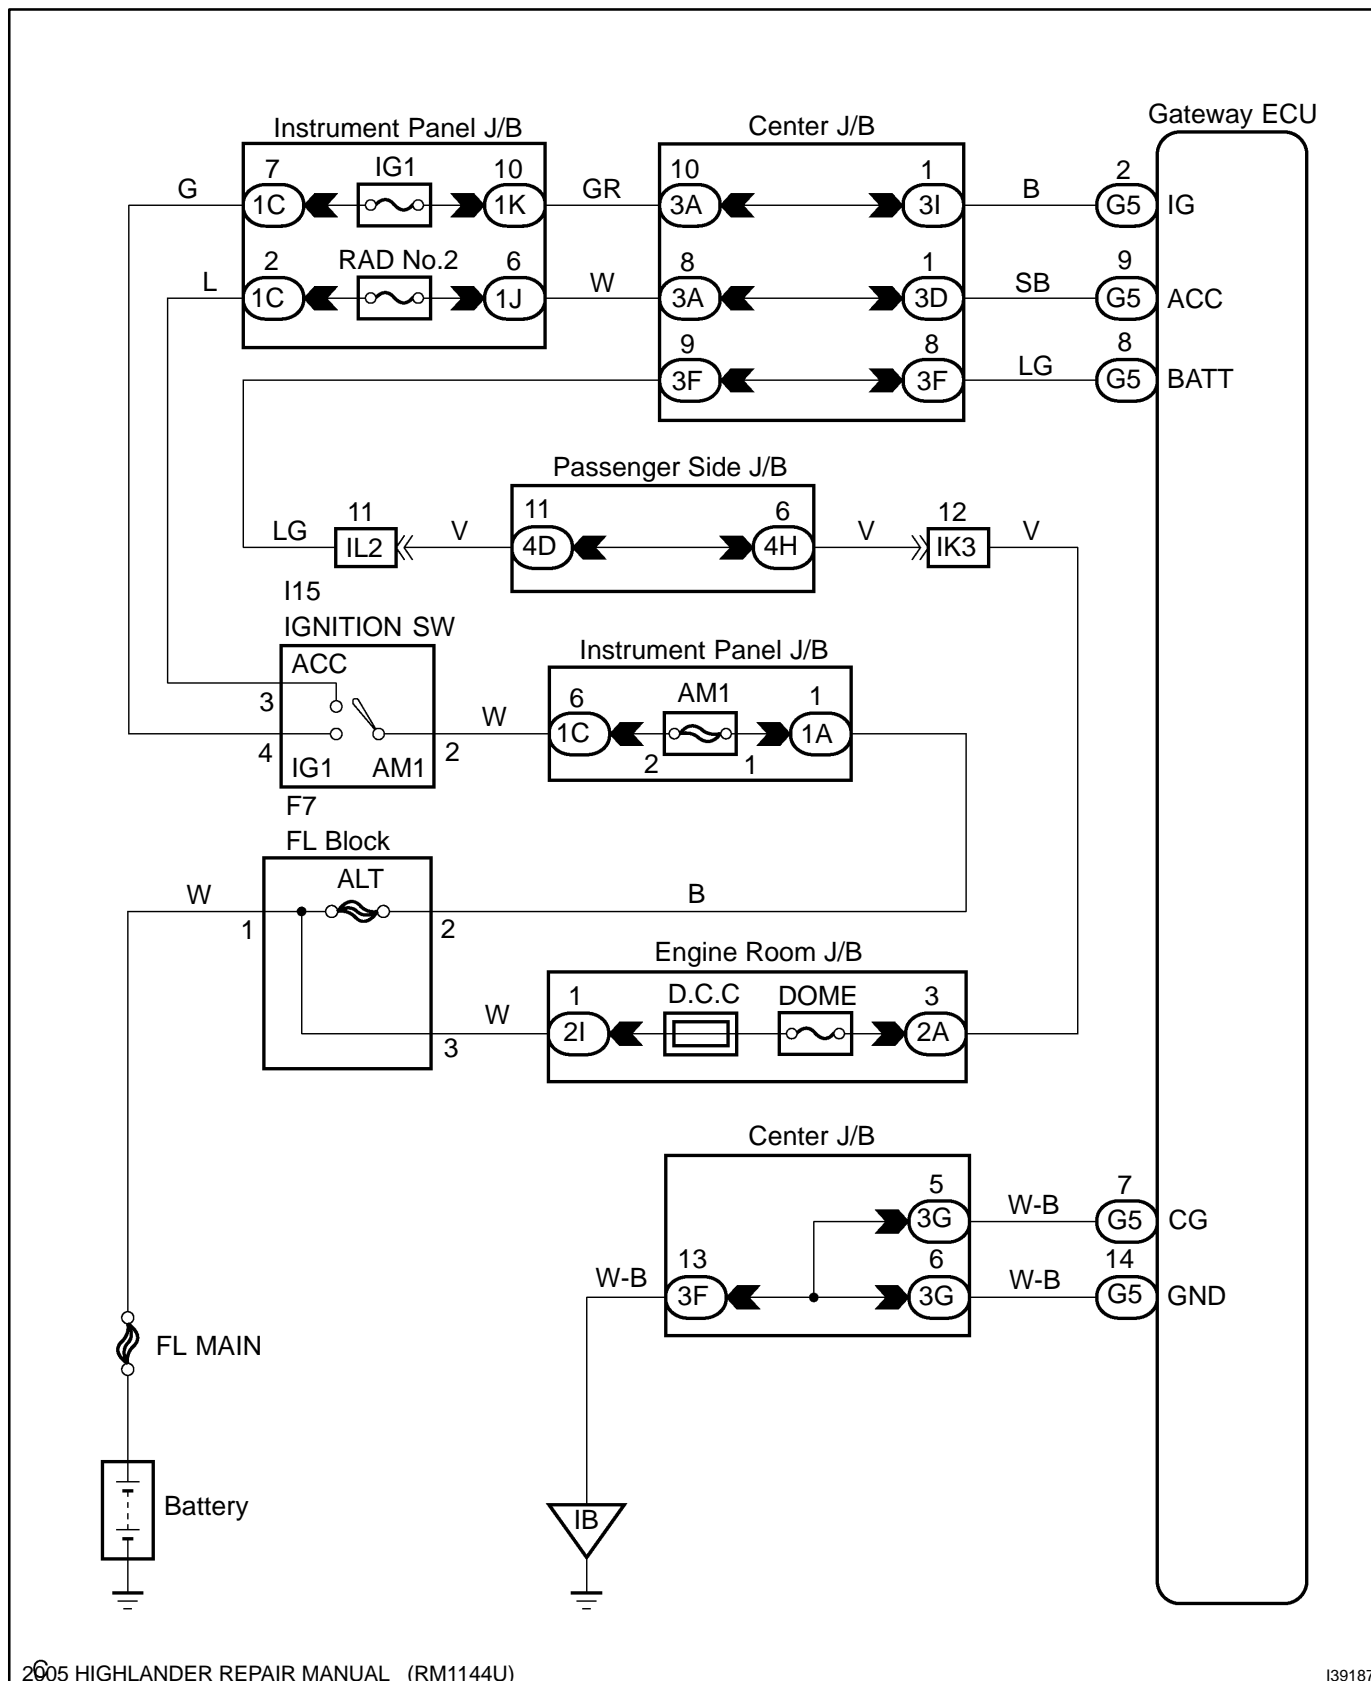 Gateway ECU
Instrument Panel J/B
Center J/B
7 IG1 10 10 1 2
G 1C 1K GR 3A 3I B G5 IG
2 RAD No.2 6 8 1 9
L 1C 1J W 3A 3D SB G5 ACC
9 8 8
3F 3F LG G5 BATT
Passenger Side J/B
11 11 6 12
LG IL2 V 4D 4H V IK3 V
I15
IGNITION SW
Instrument Panel J/B
ACC
3
6 AM1 1
W 1C 1A
4 2 2 1
IG1 AM1
F7
FL Block
ALT
W B
1 2
Engine Room J/B
1 D.C.C DOME 3
W 2I 2A
3
Center J/B
5 7
3G W-B G5 CG
13 6 14
W-B 3F 3G W-B G5 GND
FL MAIN
Battery
IB
2005 HIGHLANDER REPAIR MANUAL (RM1144U)
I39187